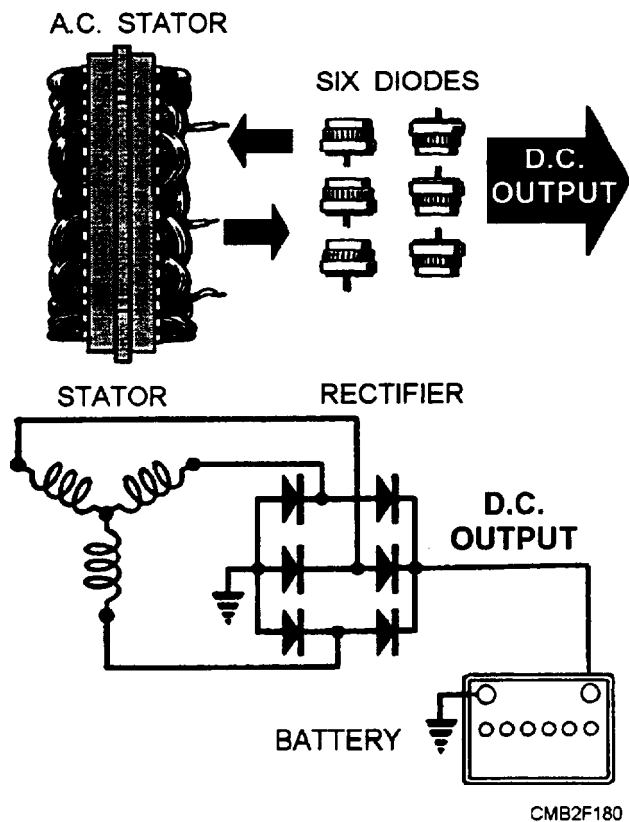 A.C. STATOR
SIX DIODES
D.C.
OUTPUT
STATOR
RECTIFIER
D.C.
OUTPUT
BATTERY
CMB2F180